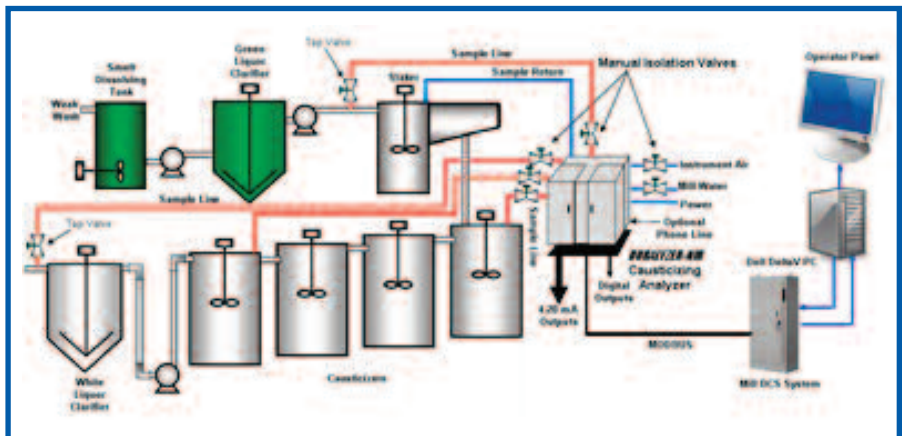 Tap Valve
Green
Liquor
Clarifier
Smelt
Dissolving
Tank
Weak
Wash
Slaker
Sample Line
Sample Return
Manual Isolation Valves
Operator Panel
Instrument Air
Mill Water
Power
Optional
Phone Line
Sample Line
Tap Valve
Sample Line
Causticizing
Analyzer
Digital
Outputs
4-20 mA
Outputs
Dell DeltaV PC
MODBUS
Mill DCS System
White
Liquor
Clarifier
Causticizers